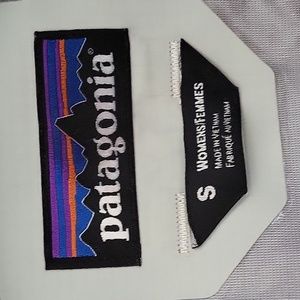 patagonia®
S WOMENS/FEMMES
MADE IN VIETNAM
FABRIQUÉ AU VIETNAM